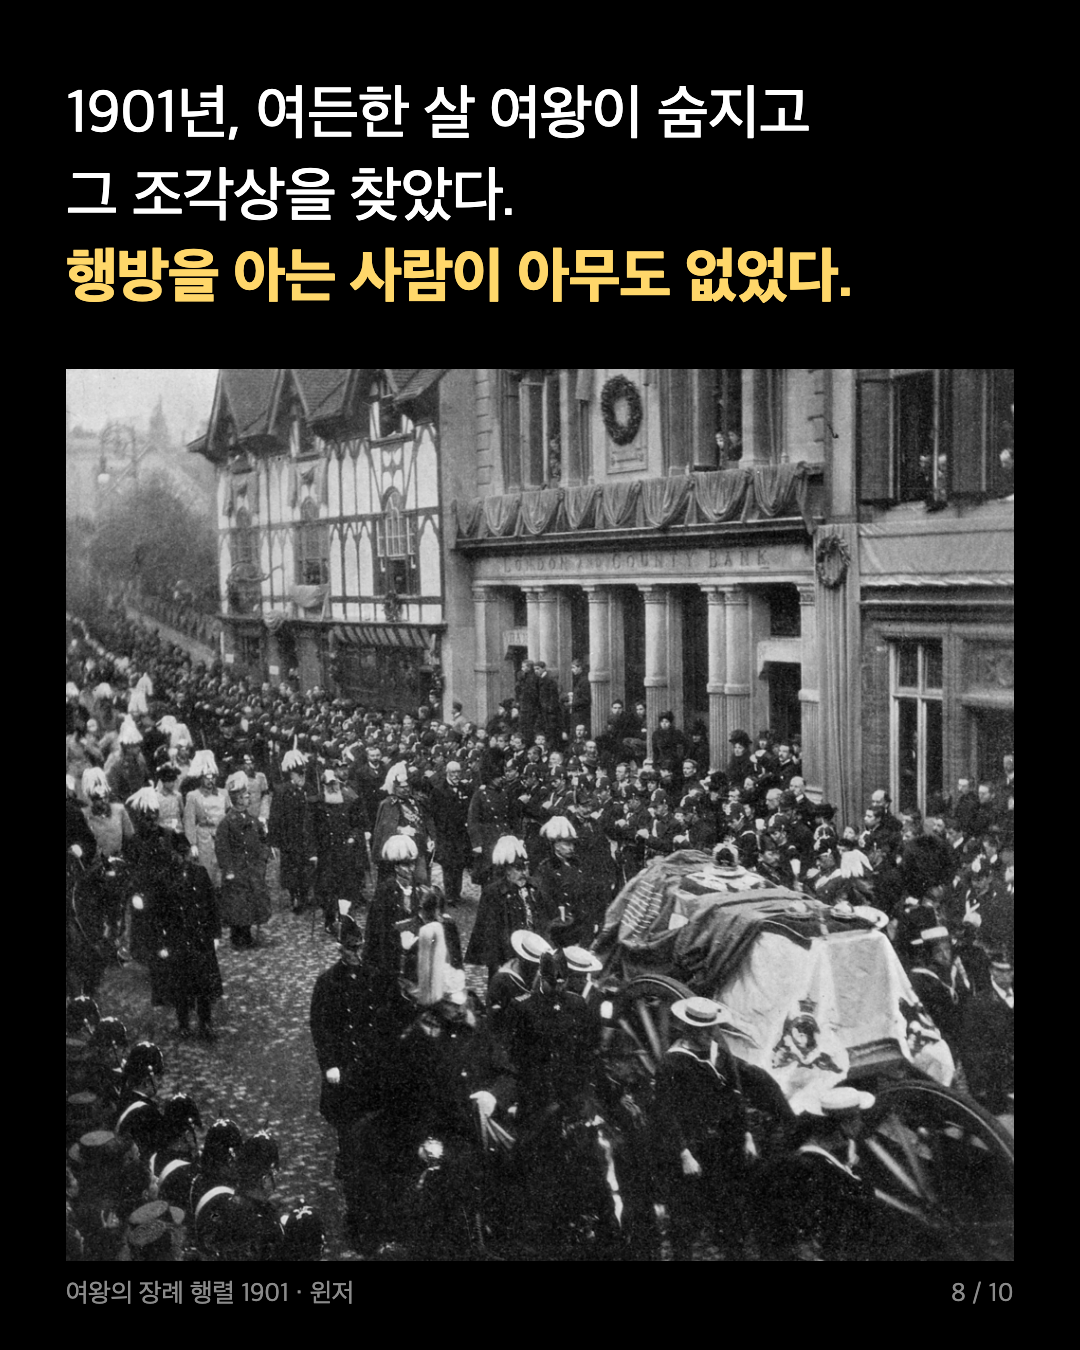 1901년, 여든한 살 여왕이 숨지고
그 조각상을 찾았다.
행방을 아는 사람이 아무도 없었다.
LONDON AND COUNTY BANK
여왕의 장례 행렬 1901 · 윈저
8 / 10